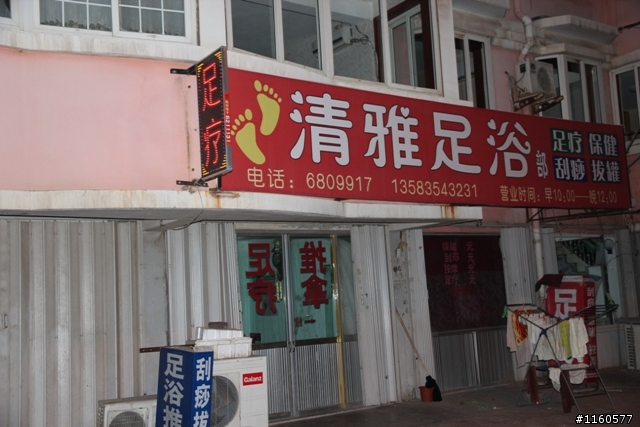 足疗
清雅足浴部
足疗 保健
刮痧 拔罐
电话：6809917 13583543231
营业时间：早10:00—晚12:00
足疗
推拿
足
足浴推
刮痧拔
Galanz
#1160577